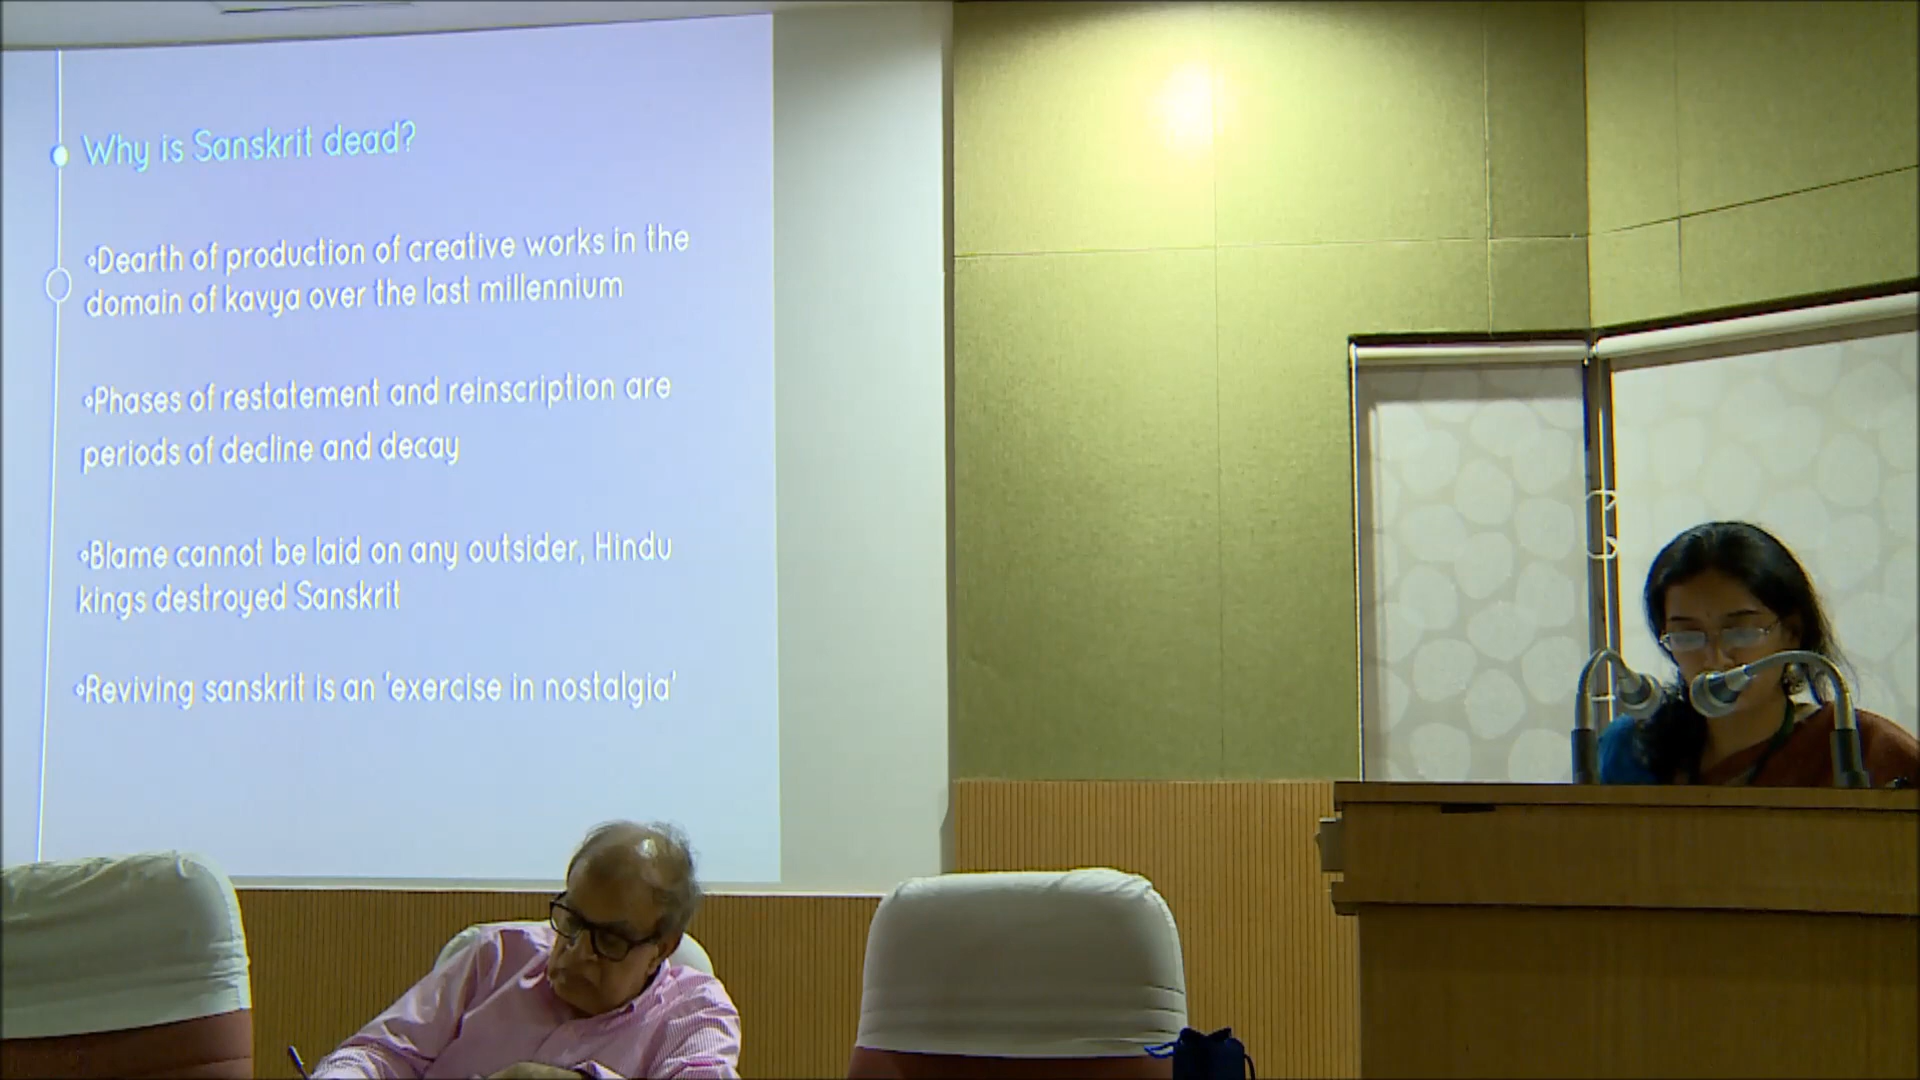 Why is Sanskrit dead?
◦Dearth of production of creative works in the
domain of kavya over the last millennium
◦Phases of restatement and reinscription are
periods of decline and decay
◦Blame cannot be laid on any outsider, Hindu
kings destroyed Sanskrit
◦Reviving sanskrit is an 'exercise in nostalgia'